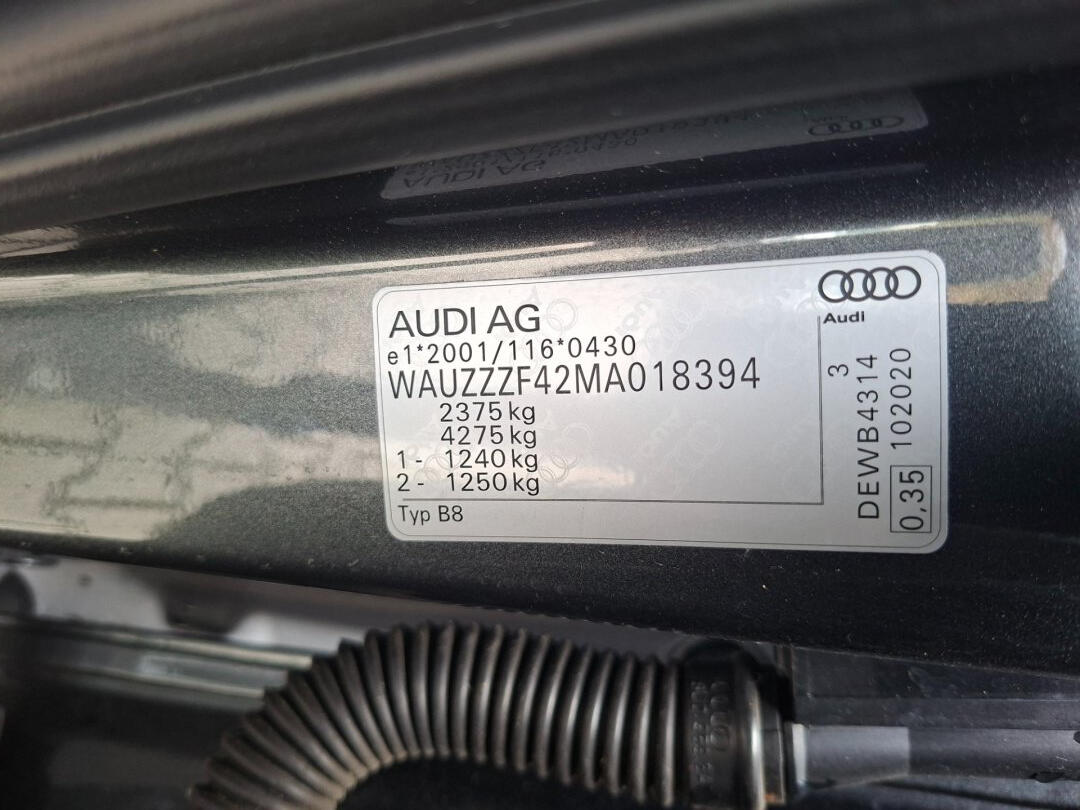 AUDI AG
e1*2001/116*0430
WAUZZZF42MA018394
2375 kg
4275 kg
1 - 1240 kg
2 - 1250 kg
Typ B8
Audi
3
DEWB4314
0,35 102020